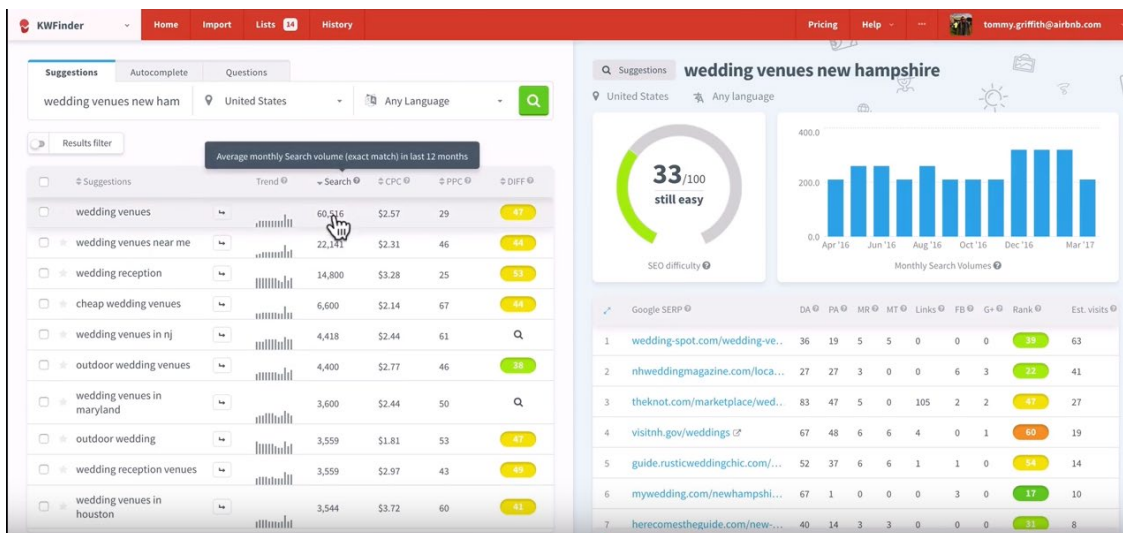 KWFinder Home Import Lists 14 History Pricing Help ... tommy.griffith@airbnb.com
Suggestions Autocomplete Questions
wedding venues new ham United States Any Language
Results filter
Average monthly Search volume (exact match) in last 12 months
Suggestions Trend Search CPC PPC DIFF
wedding venues 60,516 $2.57 29 47
wedding venues near me 22,141 $2.31 46 44
wedding reception 14,800 $3.28 25 53
cheap wedding venues 6,600 $2.14 67 44
wedding venues in nj 4,418 $2.44 61
outdoor wedding venues 4,400 $2.77 46 38
wedding venues in
maryland 3,600 $2.44 50
outdoor wedding 3,559 $1.81 53 47
wedding reception venues 3,559 $2.97 43 49
wedding venues in
houston 3,544 $3.72 60 41
Suggestions wedding venues new hampshire
United States Any language
33/100
still easy
SEO difficulty
400.0
200.0
0.0
Apr '16 Jun '16 Aug '16 Oct '16 Dec '16 Mar '17
Monthly Search Volumes
Google SERP DA PA MR MT Links FB G+ Rank Est. visits
1 wedding-spot.com/wedding-ve.. 36 19 5 5 0 0 0 39 63
2 nhweddingmagazine.com/loca... 27 27 3 0 0 6 3 22 41
3 theknot.com/marketplace/wed.. 83 47 5 0 105 2 2 47 27
4 visitnh.gov/weddings 67 48 6 6 4 0 1 60 19
5 guide.rusticweddingchic.com/... 52 37 6 6 1 1 0 54 14
6 mywedding.com/newhampshi... 67 1 0 0 0 3 0 17 10
7 herecomestheguide.com/new-... 40 14 3 3 0 0 0 31 8